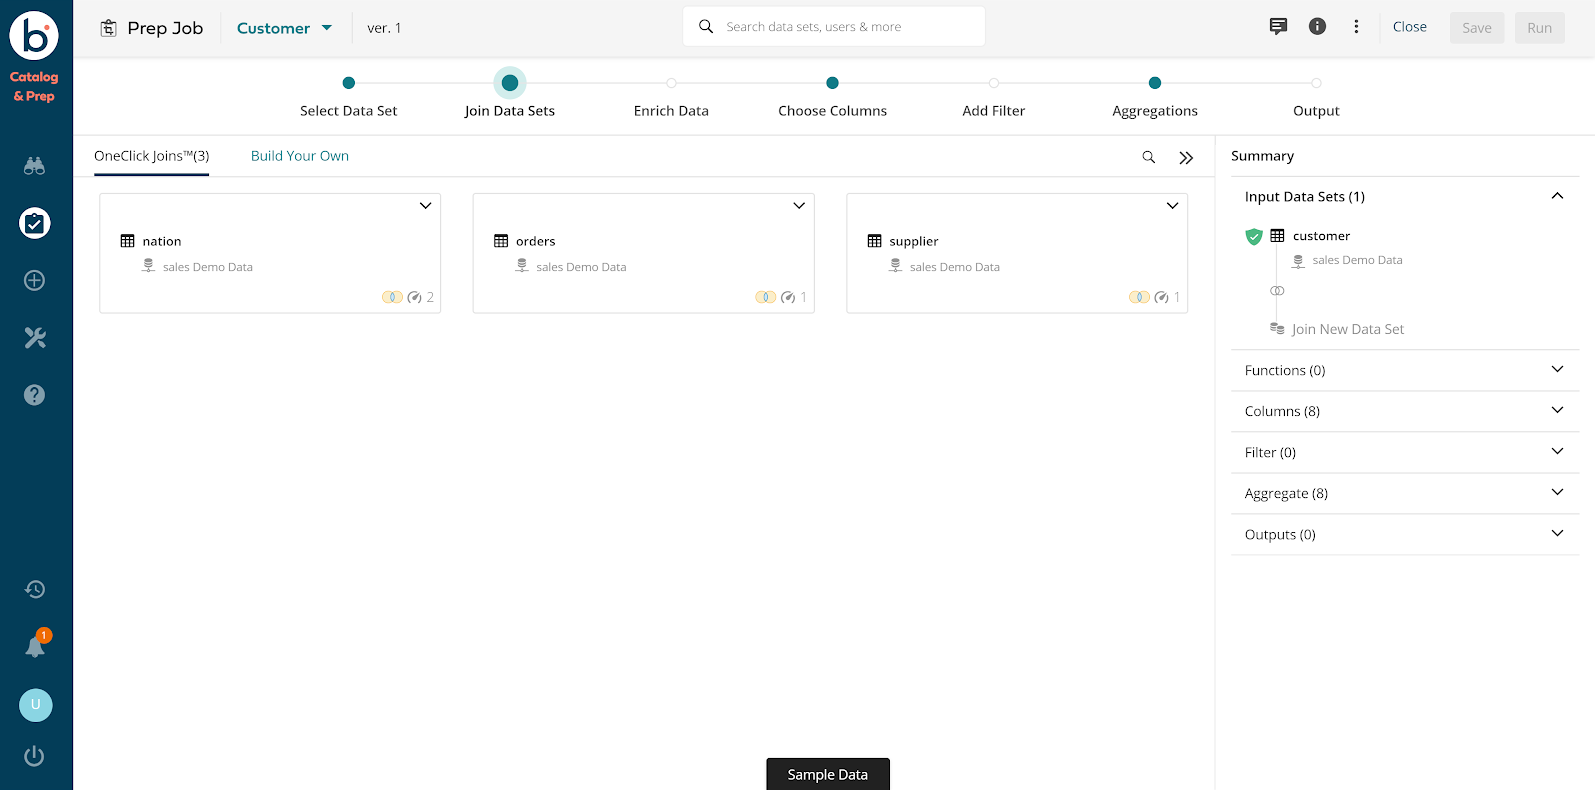 b
Catalog
& Prep
Prep Job
Customer
ver. 1
Search data sets, users & more
Close
Save
Run
Select Data Set
Join Data Sets
Enrich Data
Choose Columns
Add Filter
Aggregations
Output
OneClick Joins™(3)
Build Your Own
nation
sales Demo Data
2
orders
sales Demo Data
1
supplier
sales Demo Data
1
Summary
Input Data Sets (1)
customer
sales Demo Data
Join New Data Set
Functions (0)
Columns (8)
Filter (0)
Aggregate (8)
Outputs (0)
1
U
Sample Data